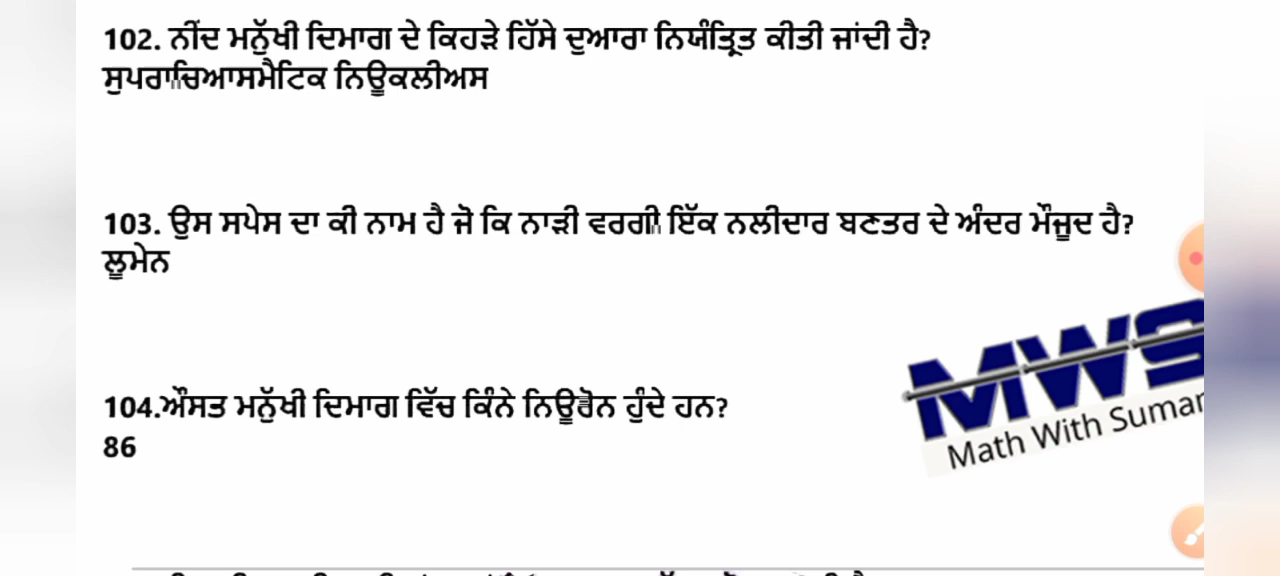 102. ਨੀਂਦ ਮਨੁੱਖੀ ਦਿਮਾਗ ਦੇ ਕਿਹੜੇ ਹਿੱਸੇ ਦੁਆਰਾ ਨਿਯੰਤ੍ਰਿਤ ਕੀਤੀ ਜਾਂਦੀ ਹੈ?
ਸੁਪਰਾਚਿਆਸਮੈਟਿਕ ਨਿਊਕਲੀਅਸ
103. ਉਸ ਸਪੇਸ ਦਾ ਕੀ ਨਾਮ ਹੈ ਜੋ ਕਿ ਨਾੜੀ ਵਰਗੀ ਇੱਕ ਨਲੀਦਾਰ ਬਣਤਰ ਦੇ ਅੰਦਰ ਮੌਜੂਦ ਹੈ?
ਲੂਮੇਨ
MWS
Math With Suman
104.ਔਸਤ ਮਨੁੱਖੀ ਦਿਮਾਗ ਵਿੱਚ ਕਿੰਨੇ ਨਿਊਰੋਨ ਹੁੰਦੇ ਹਨ?
86